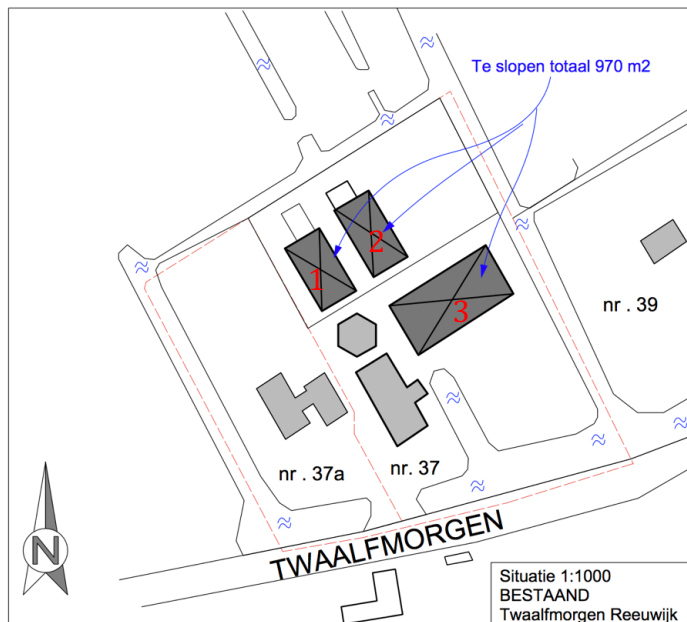 Te slopen totaal 970 m2
1
2
3
nr . 39
nr . 37a
nr. 37
TWAALFMORGEN
N
Situatie 1:1000
BESTAAND
Twaalfmorgen Reeuwijk